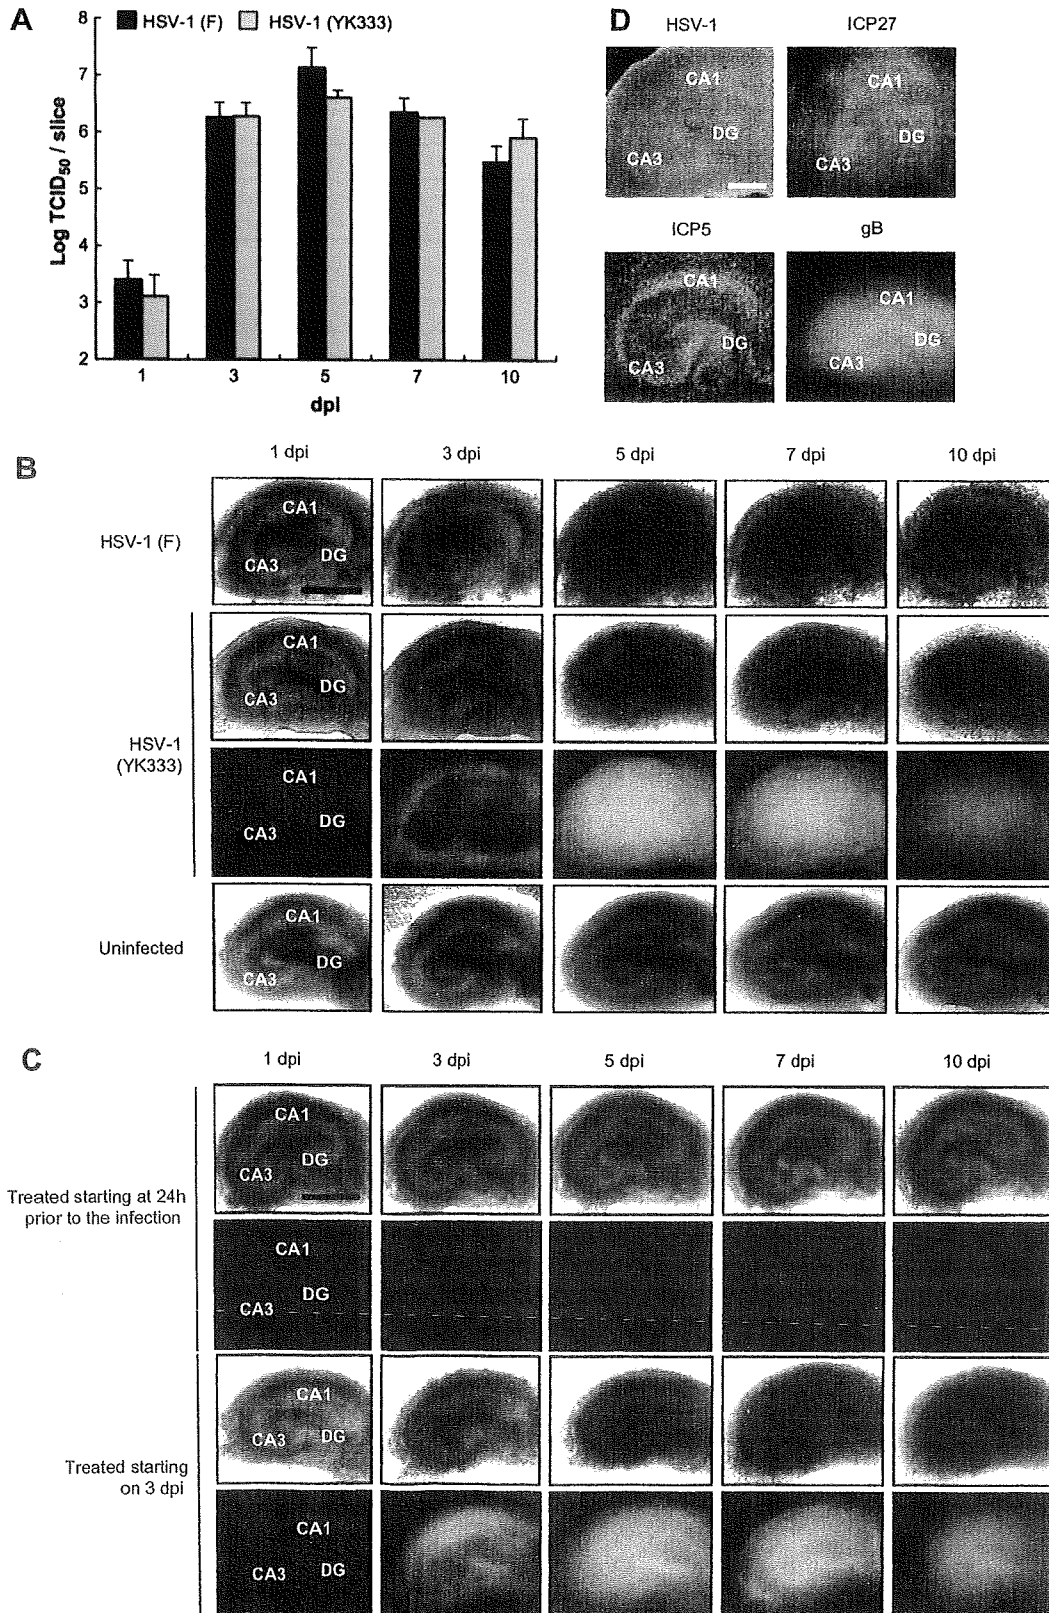 A
HSV-1 (F)
HSV-1 (YK333)
Log TCID50 / slice
8
7
6
5
4
3
2
1 3 5 7 10
dpi
D
HSV-1 ICP27
CA1 DG CA3
CA1 DG CA3
ICP5 gB
CA1 DG CA3
CA1 DG CA3
B
1 dpi 3 dpi 5 dpi 7 dpi 10 dpi
HSV-1 (F)
CA1
CA3 DG
HSV-1
(YK333)
CA1
CA3 DG
CA1
CA3 DG
Uninfected
CA1
CA3 DG
C
1 dpi 3 dpi 5 dpi 7 dpi 10 dpi
Treated starting at 24h
prior to the infection
CA1
CA3 DG
CA1
CA3 DG
Treated starting
on 3 dpi
CA1
CA3 DG
CA1
CA3 DG